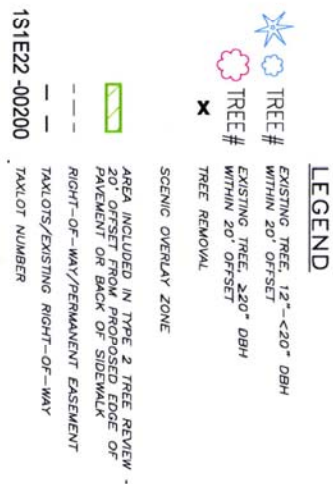 LEGEND
TREE# EXISTING TREE, 12"-<20" DBH
WITHIN 20' OFFSET
TREE# EXISTING TREE, ≥20" DBH
WITHIN 20' OFFSET
X TREE REMOVAL
SCENIC OVERLAY ZONE
AREA INCLUDED IN TYPE 2 TREE REVIEW -
20' OFFSET FROM PROPOSED EDGE OF
PAVEMENT OR BACK OF SIDEWALK
RIGHT-OF-WAY/PERMANENT EASEMENT
TAXLOTS/EXISTING RIGHT-OF-WAY
1S1E22 -00200 TAXLOT NUMBER